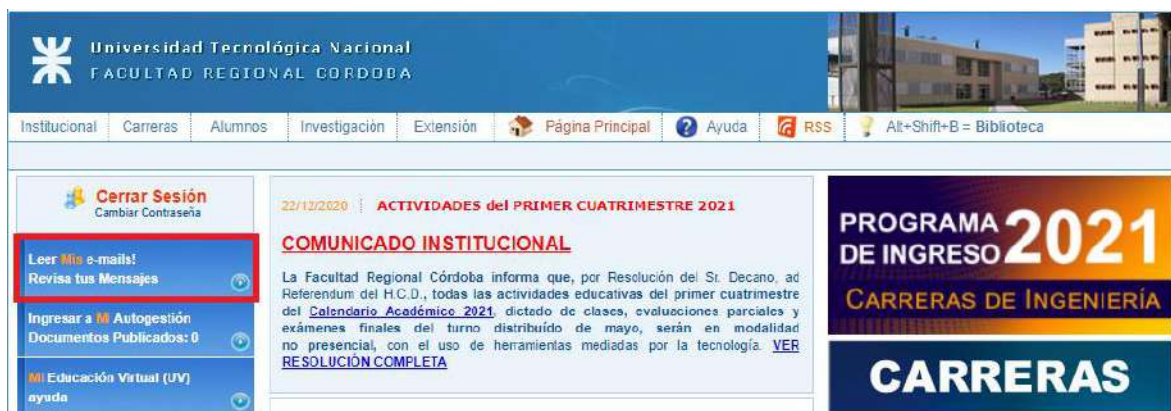 Universidad Tecnológica Nacional
FACULTAD REGIONAL CORDOBA
Institucional Carreras Alumnos Investigación Extensión Página Principal Ayuda RSS Alt+Shift+B = Biblioteca
Cerrar Sesión
Cambiar Contraseña
Leer Mis e-mails!
Revisa tus Mensajes
Ingresar a Mi Autogestión
Documentos Publicados: 0
Mi Educación Virtual (UV)
ayuda
22/12/2020 ACTIVIDADES del PRIMER CUATRIMESTRE 2021
COMUNICADO INSTITUCIONAL
La Facultad Regional Córdoba informa que, por Resolución del Sr. Decano, ad
Referendum del H.C.D., todas las actividades educativas del primer cuatrimestre
del Calendario Académico 2021, dictado de clases, evaluaciones parciales y
exámenes finales del turno distribuído de mayo, serán en modalidad
no presencial, con el uso de herramientas mediadas por la tecnología. VER
RESOLUCIÓN COMPLETA
PROGRAMA
DE INGRESO 2021
CARRERAS DE INGENIERÍA
CARRERAS